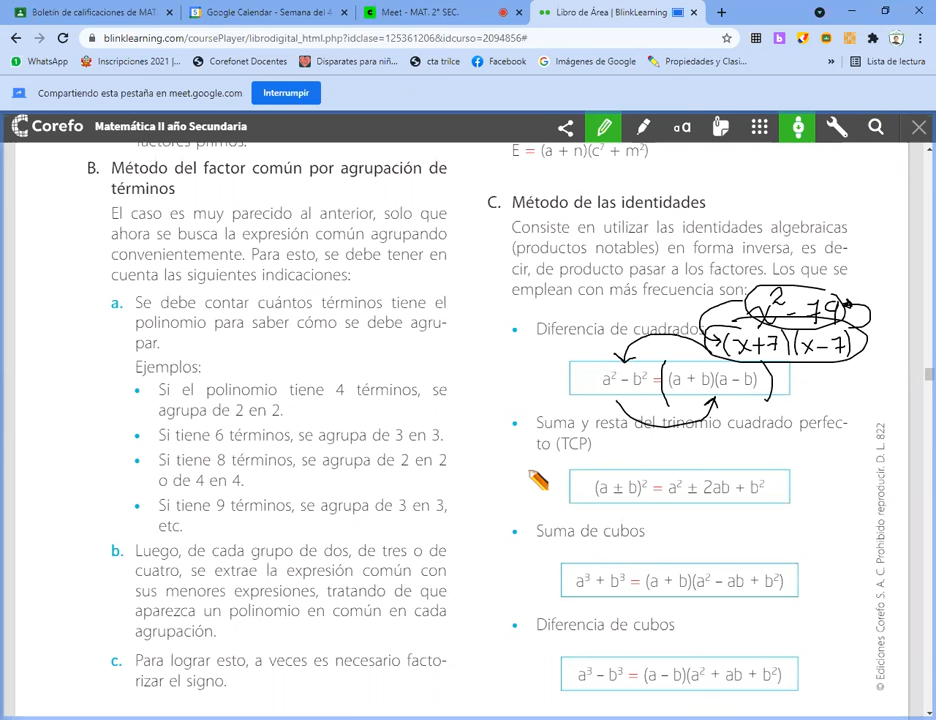 Boletín de calificaciones de MAT.
Google Calendar - Semana del 4
Meet - MAT. 2° SEC.
Libro de Área | BlinkLearning
blinklearning.com/coursePlayer/librodigital_html.php?idclase=125361206&idcurso=2094856#
WhatsApp
Inscripciones 2021 |...
Corefonet Docentes
Disparates para niñ...
cta trilce
Facebook
Imágenes de Google
Propiedades y Clasi...
»
Lista de lectura
Compartiendo esta pestaña en meet.google.com
Interrumpir
Corefo
Matemática II año Secundaria
aA
factores primos.
B. Método del factor común por agrupación de
términos
El caso es muy parecido al anterior, solo que
ahora se busca la expresión común agrupando
convenientemente. Para esto, se debe tener en
cuenta las siguientes indicaciones:
a. Se debe contar cuántos términos tiene el
polinomio para saber cómo se debe agru-
par.
Ejemplos:
• Si el polinomio tiene 4 términos, se
agrupa de 2 en 2.
• Si tiene 6 términos, se agrupa de 3 en 3.
• Si tiene 8 términos, se agrupa de 2 en 2
o de 4 en 4.
• Si tiene 9 términos, se agrupa de 3 en 3,
etc.
b. Luego, de cada grupo de dos, de tres o de
cuatro, se extrae la expresión común con
sus menores expresiones, tratando de que
aparezca un polinomio en común en cada
agrupación.
c. Para lograr esto, a veces es necesario facto-
rizar el signo.
E = (a + n)(c⁷ + m²)
C. Método de las identidades
Consiste en utilizar las identidades algebraicas
(productos notables) en forma inversa, es de-
cir, de producto pasar a los factores. Los que se
emplean con más frecuencia son:
x² -
• Diferencia de cuadrados
(x+7)(x-7)
a² – b² = (a + b)(a – b)
• Suma y resta del trinomio cuadrado perfec-
to (TCP)
(a ± b)² = a² ± 2ab + b²
• Suma de cubos
a³ + b³ = (a + b)(a² – ab + b²)
• Diferencia de cubos
a³ – b³ = (a – b)(a² + ab + b²)
© Ediciones Corefo S. A. C. Prohibido reproducir. D. L. 822